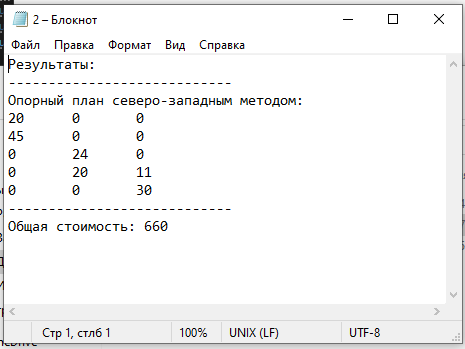 2 – Блокнот
Файл Правка Формат Вид Справка
Результаты:
----------------------------
Опорный план северо-западным методом:
20 0 0
45 0 0
0 24 0
0 20 11
0 0 30
----------------------------
Общая стоимость: 660
Стр 1, стлб 1 100% UNIX (LF) UTF-8